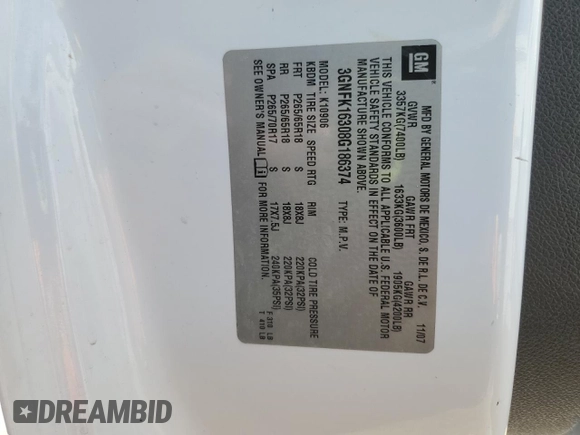 GM
MFD BY GENERAL MOTORS DE MEXICO, S. DE R.L. DE C.V.
11/07
GVWR GAWR FRT GAWR RR
3357KG(7400LB) 1633KG(3600LB) 1905KG(4200LB)
THIS VEHICLE CONFORMS TO ALL APPLICABLE U.S. FEDERAL MOTOR
VEHICLE SAFETY STANDARDS IN EFFECT ON THE DATE OF
MANUFACTURE SHOWN ABOVE.
3GNFK16308G186374 TYPE: M.P.V.
MODEL: K10906
KBDM TIRE SIZE SPEED RTG RIM COLD TIRE PRESSURE
FRT P265/65R18 S 18X8J 220KPA(32PSI)
RR P265/65R18 S 18X8J 220KPA(32PSI)
SPA P265/70R17 S 17X7.5J 240KPA(35PSI)
SEE OWNER'S MANUAL FOR MORE INFORMATION.
F 318 LB
T 410 LB
DREAMBID